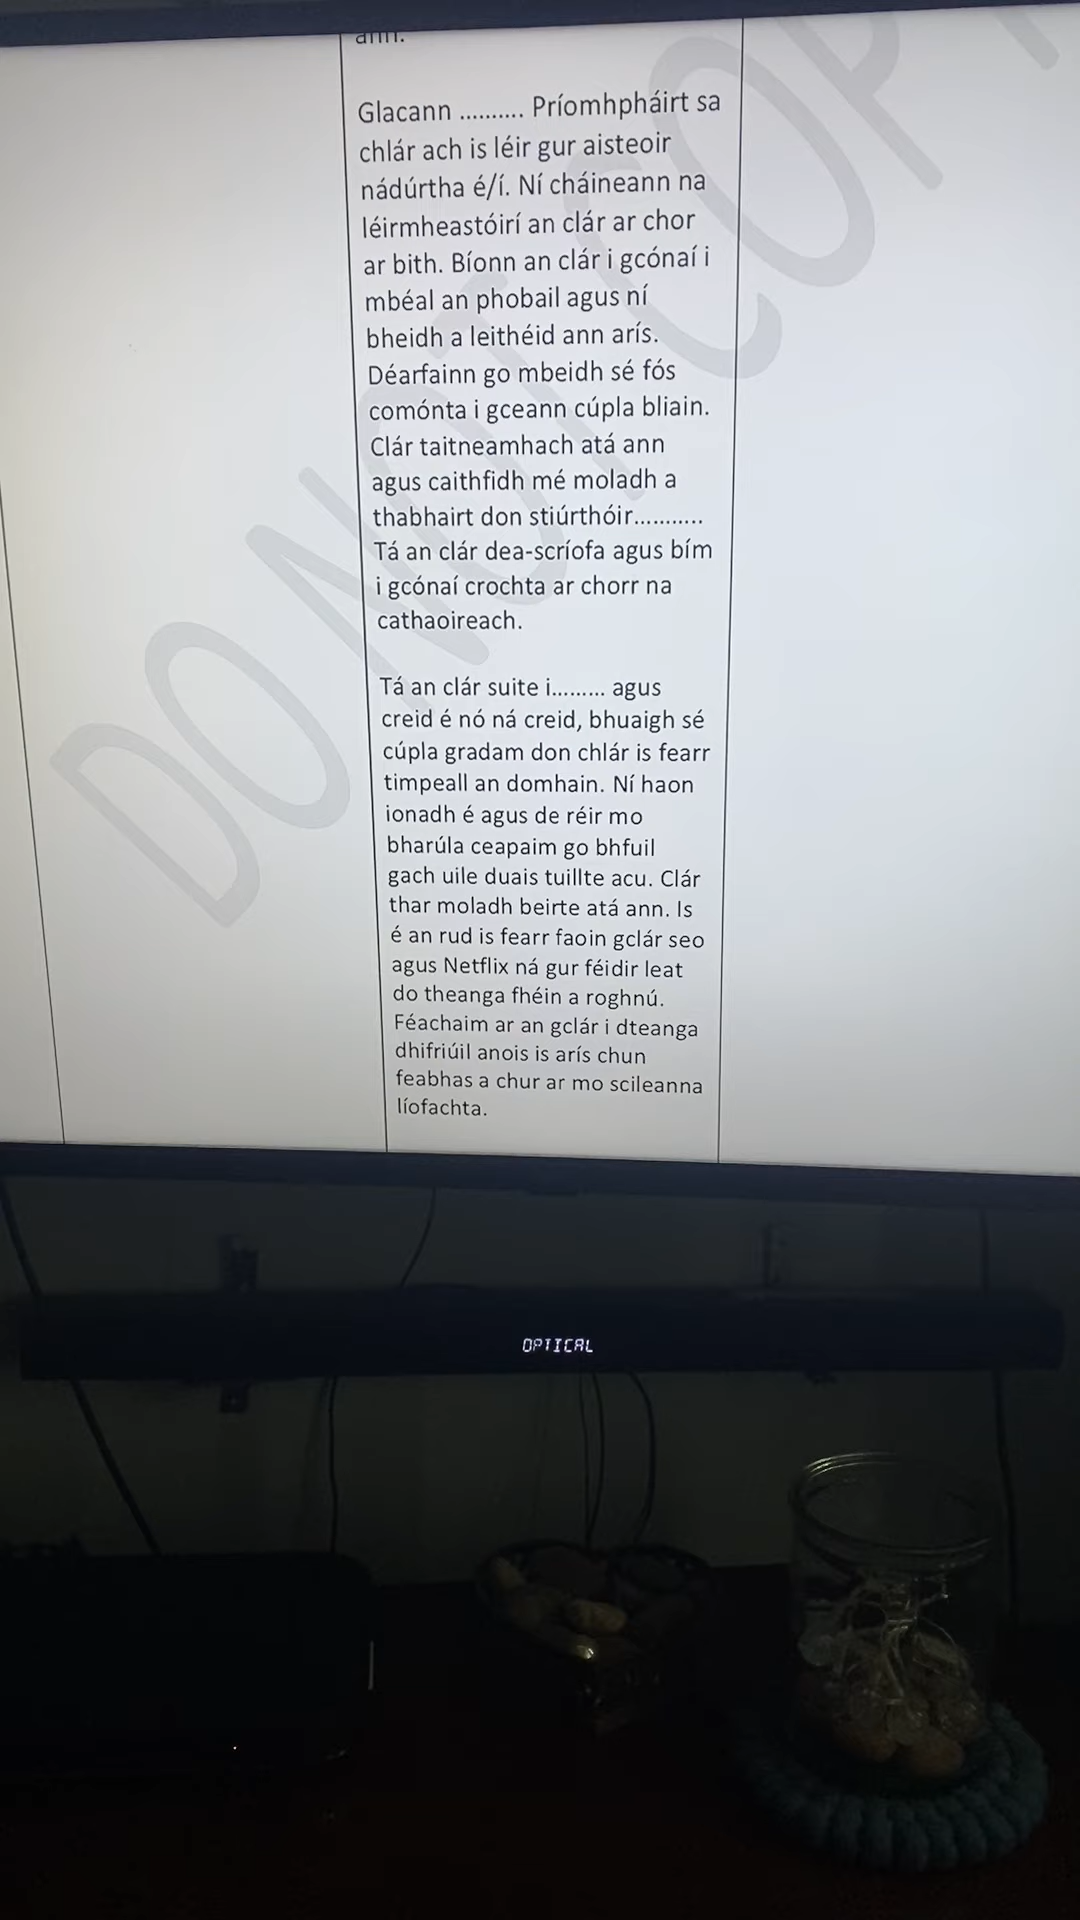 ann.
Glacann .......... Príomhpháirt sa
chlár ach is léir gur aisteoir
nádúrtha é/í. Ní cháineann na
léirmheastóirí an clár ar chor
ar bith. Bíonn an clár i gcónaí i
mbéal an phobail agus ní
bheidh a leithéid ann arís.
Déarfainn go mbeidh sé fós
comónta i gceann cúpla bliain.
Clár taitneamhach atá ann
agus caithfidh mé moladh a
thabhairt don stiúrthóir...........
Tá an clár dea-scríofa agus bím
i gcónaí crochta ar chorr na
cathaoireach.
Tá an clár suite i......... agus
creid é nó ná creid, bhuaigh sé
cúpla gradam don chlár is fearr
timpeall an domhain. Ní haon
ionadh é agus de réir mo
bharúla ceapaim go bhfuil
gach uile duais tuillte acu. Clár
thar moladh beirte atá ann. Is
é an rud is fearr faoin gclár seo
agus Netflix ná gur féidir leat
do theanga fhéin a roghnú.
Féachaim ar an gclár i dteanga
dhifriúil anois is arís chun
feabhas a chur ar mo scileanna
líofachta.
DO NOT COPY
OPTICAL